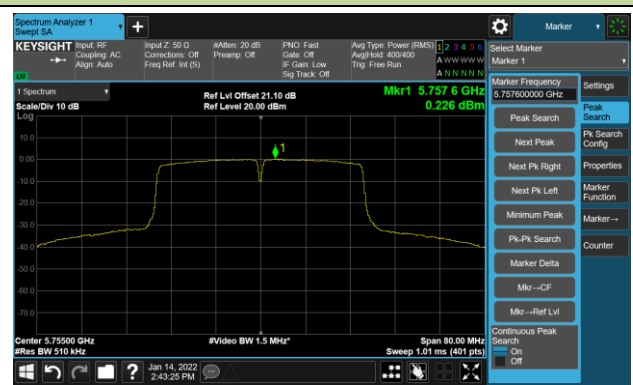 Spectrum Analyzer 1
Swept SA
+
Marker
KEYSIGHT
Input: RF
Coupling: AC
Align: Auto
Input Z: 50 Ω
Corrections: Off
Freq Ref: Int (S)
#Atten: 20 dB
Preamp: Off
PNO: Fast
Gate: Off
IF Gain: Low
Sig Track: Off
Avg Type: Power (RMS)
Avg|Hold: 400/400
Trig: Free Run
1 2 3 4 5 6
A W W W W W
A N N N N N
Select Marker
Marker 1
1 Spectrum
Scale/Div 10 dB
Log
Ref Lvl Offset 21.10 dB
Ref Level 20.00 dBm
Mkr1 5.757 6 GHz
0.226 dBm
10.0
0.00
-10.0
-20.0
-30.0
-40.0
-50.0
-60.0
-70.0
1
Center 5.75500 GHz
#Res BW 510 kHz
#Video BW 1.5 MHz*
Span 80.00 MHz
Sweep 1.01 ms (401 pts)
Marker Frequency
5.757600000 GHz
Peak Search
Next Peak
Next Pk Right
Next Pk Left
Minimum Peak
Pk-Pk Search
Marker Delta
Mkr→CF
Mkr→Ref Lvl
Continuous Peak
Search
On
Off
Settings
Peak
Search
Pk Search
Config
Properties
Marker
Function
Marker→
Counter
?
Jan 14, 2022
2:43:25 PM